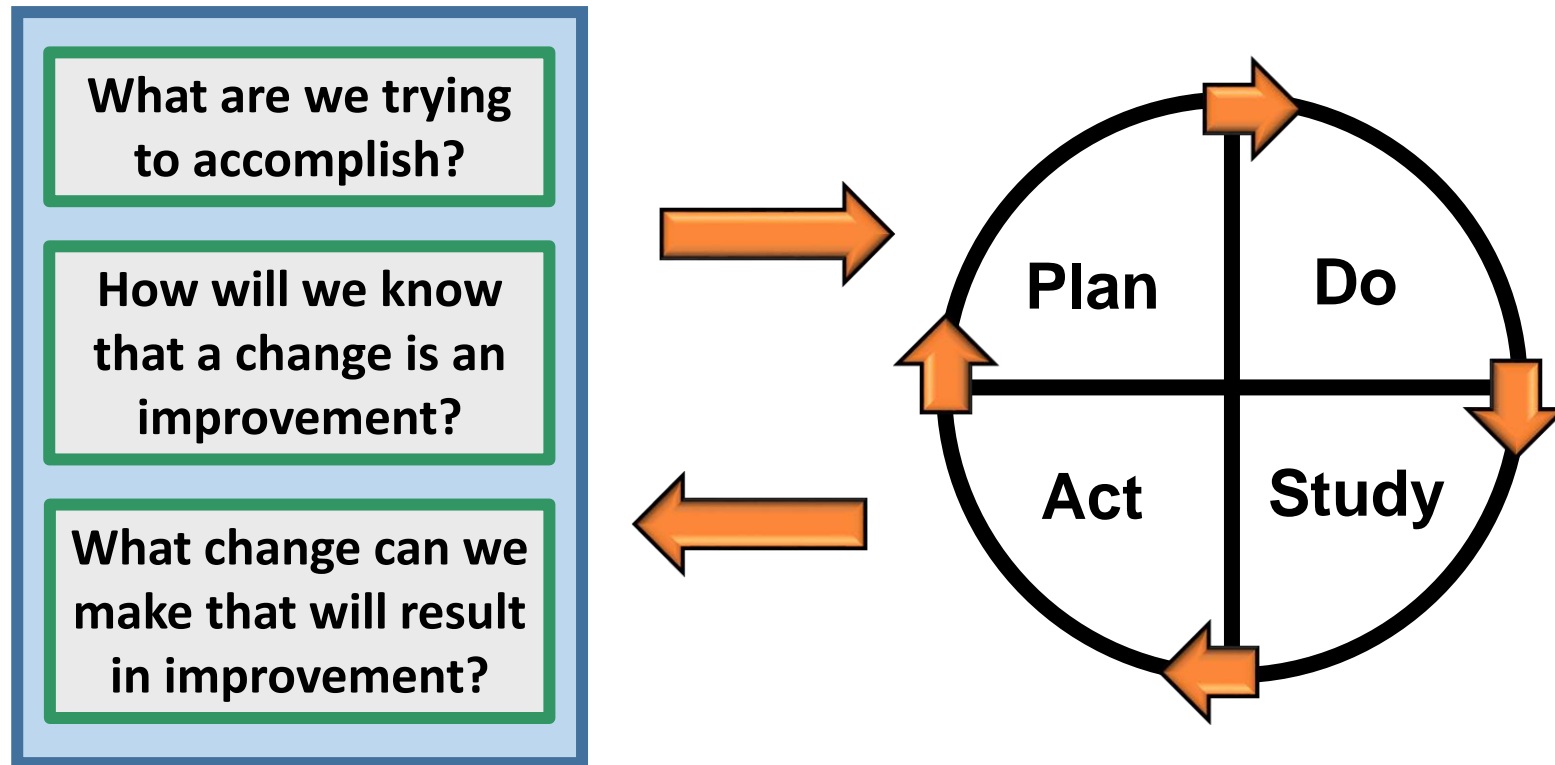 What are we trying
to accomplish?
How will we know
that a change is an
improvement?
What change can we
make that will result
in improvement?
Plan
Do
Act
Study